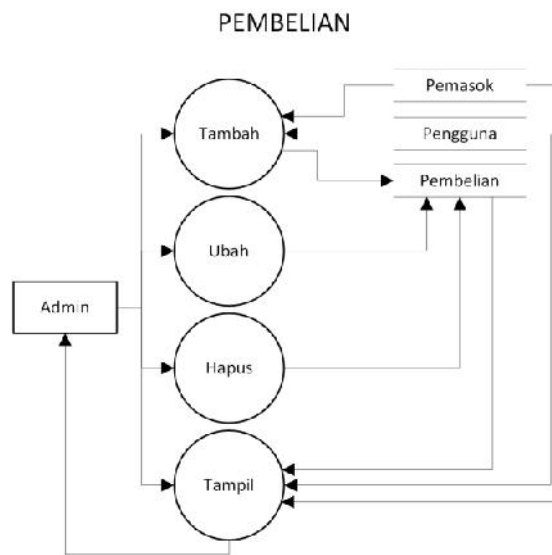 PEMBELIAN
Pemasok
Tambah
Pengguna
Pembelian
Ubah
Admin
Hapus
Tampil